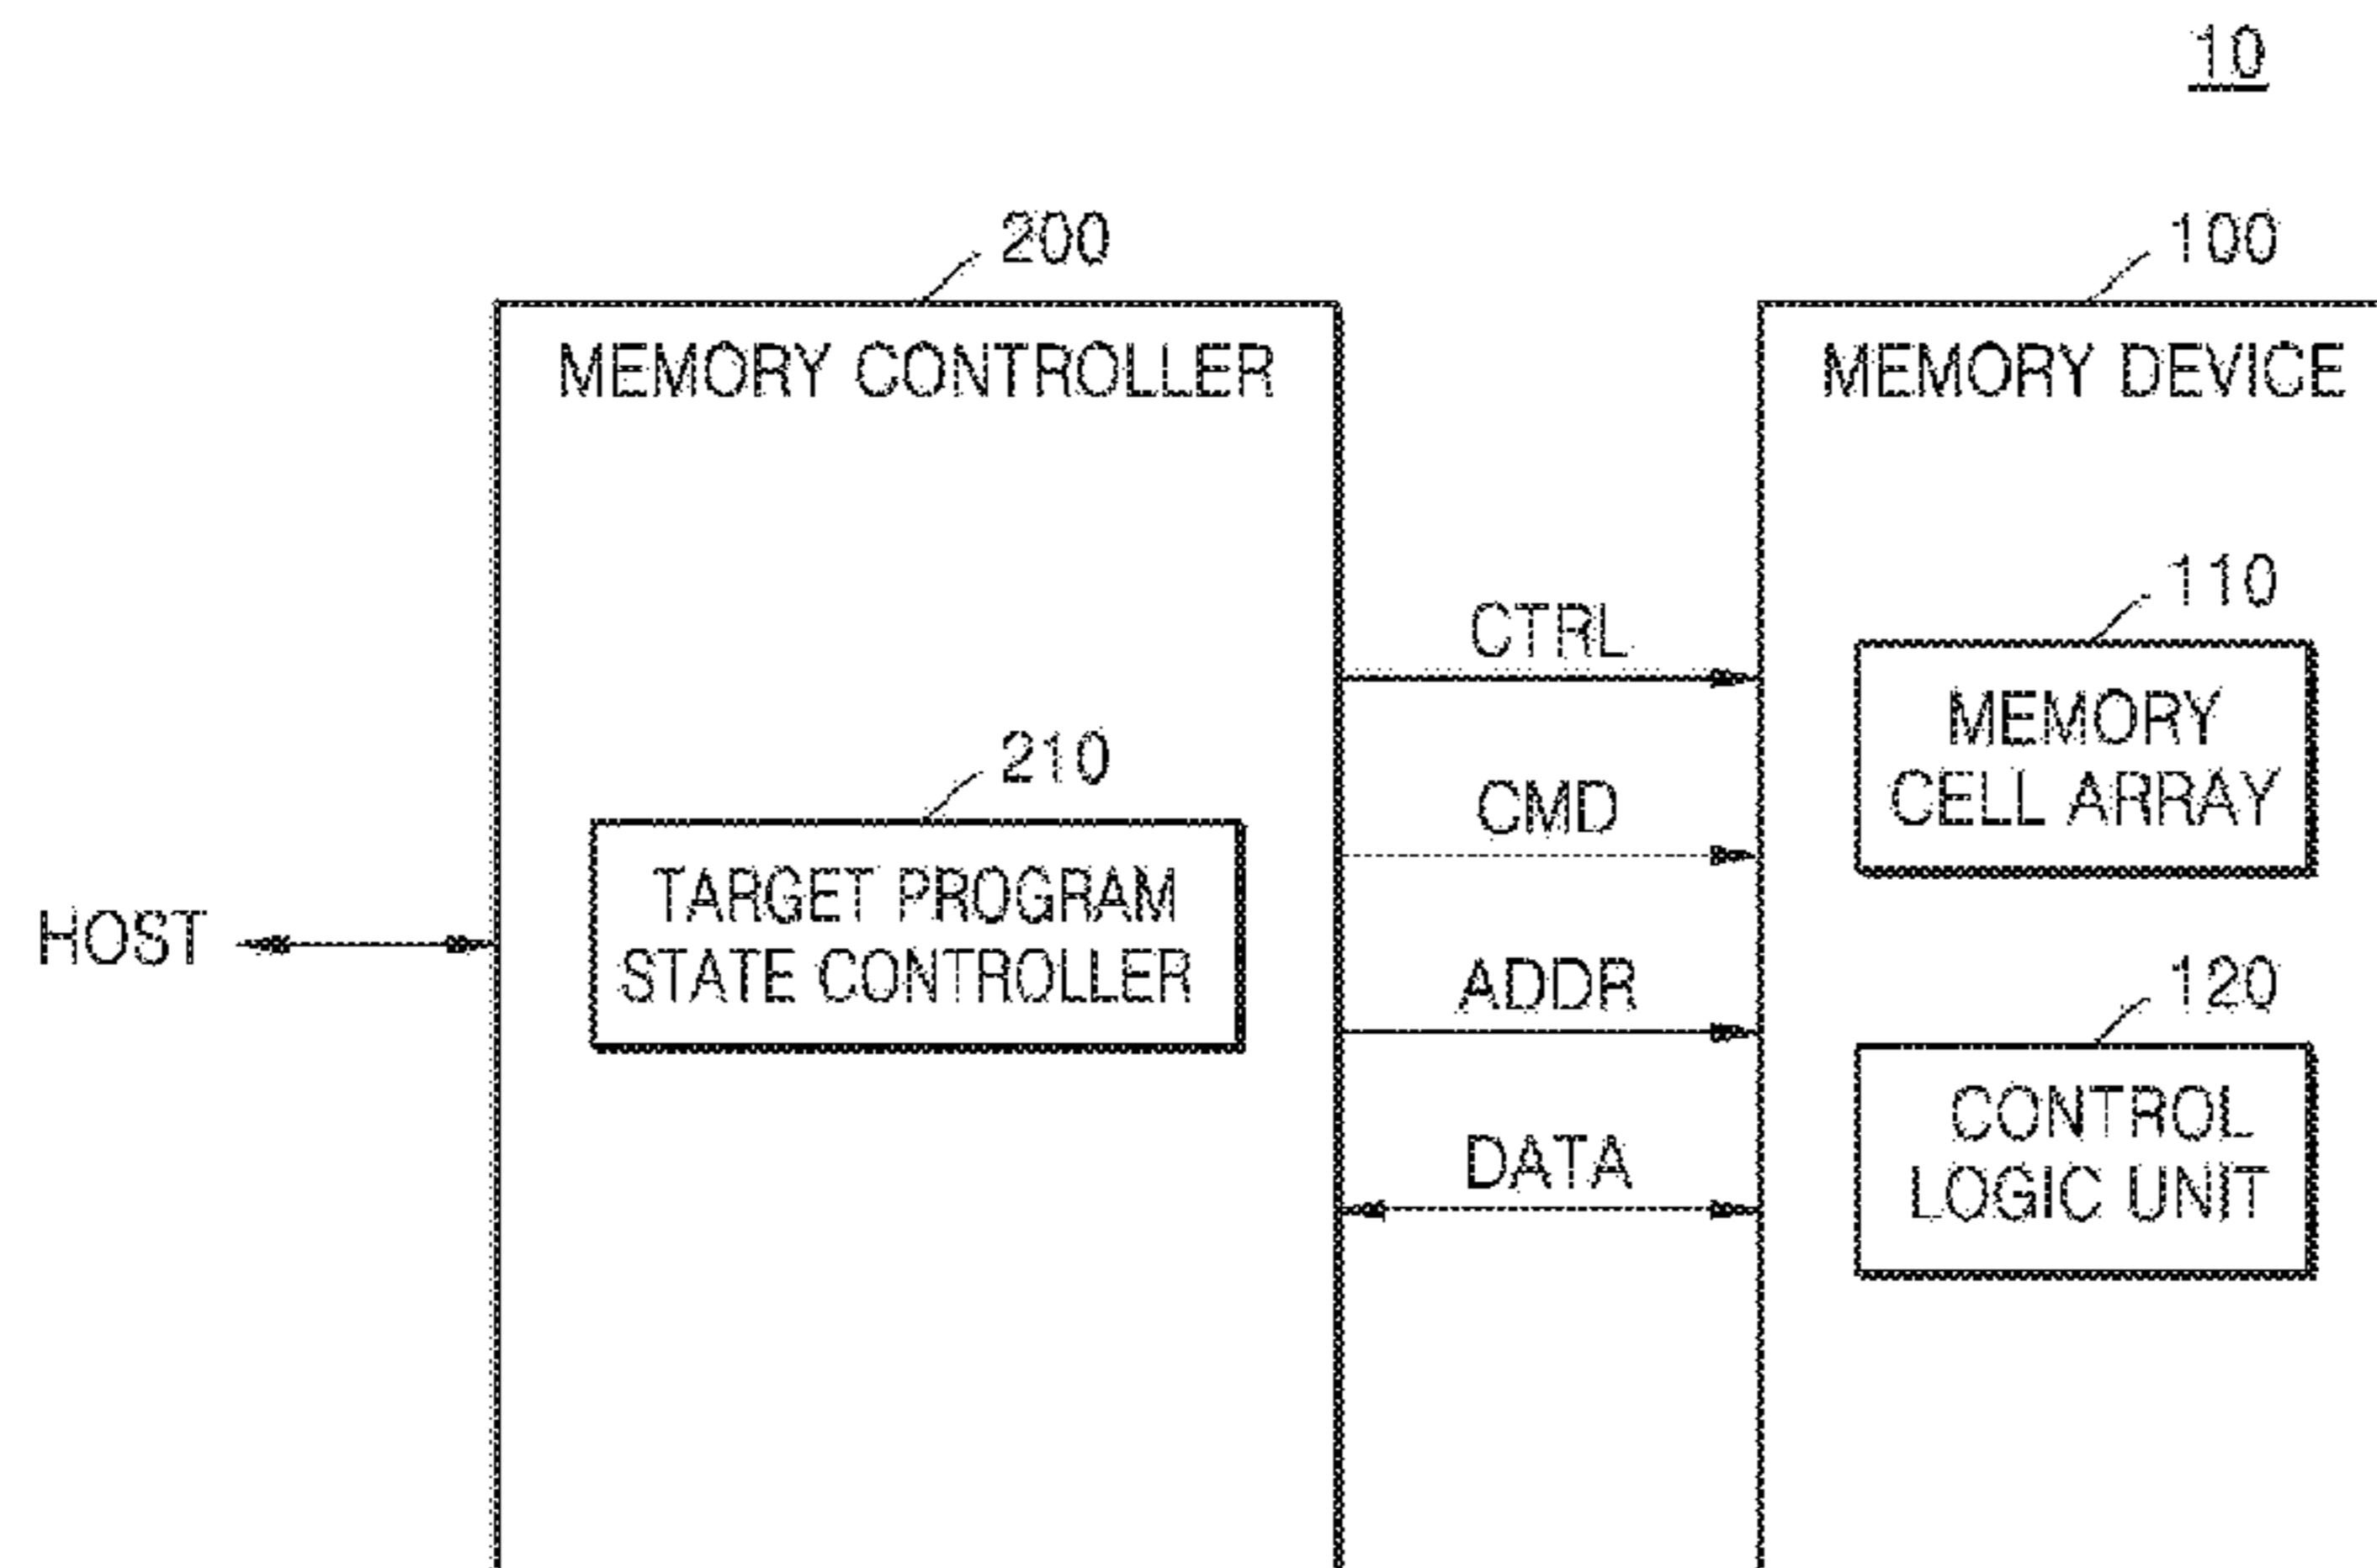 10
200
100
MEMORY CONTROLLER
MEMORY DEVICE
CTRL
110
MEMORY
CELL ARRAY
210
CMD
TARGET PROGRAM
STATE CONTROLLER
HOST
ADDR
120
CONTROL
LOGIC UNIT
DATA